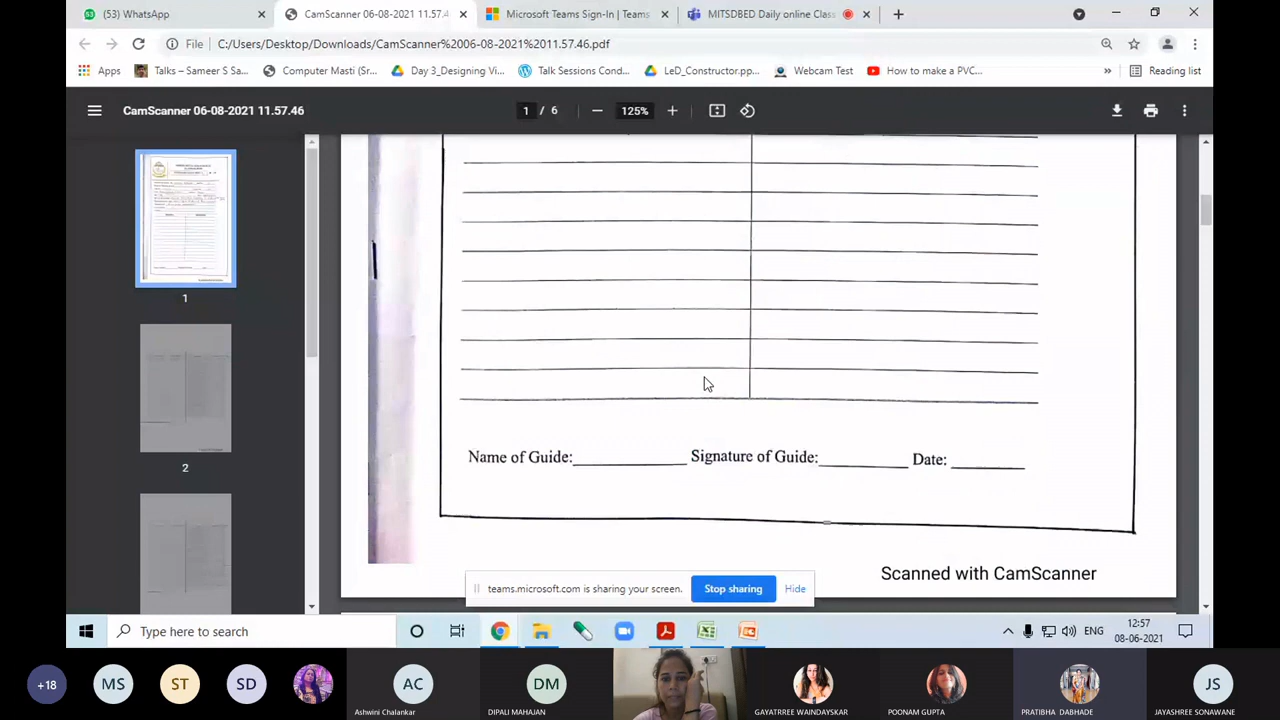 (53) WhatsApp
CamScanner 06-08-2021 11.57.4
Microsoft Teams Sign-In | Teams
MITSDBED Daily online Clas
File C:/Users/Desktop/Downloads/CamScanner%2006-08-2021%2011.57.46.pdf
Apps
Talks – Sameer S Sa...
Computer Masti (Sr...
Day 3_Designing Vi...
Talk Sessions Cond...
LeD_Constructor.pp...
Webcam Test
How to make a PVC...
»
Reading list
CamScanner 06-08-2021 11.57.46
1 / 6
125%
1
2
Name of Guide: Signature of Guide: Date:
Scanned with CamScanner
teams.microsoft.com is sharing your screen.
Stop sharing
Hide
Type here to search
ENG
12:57
08-06-2021
+18
MS
ST
SD
AC
Ashwini Chalankar
DM
DIPALI MAHAJAN
GAYATRREE WAINDAYSKAR
POONAM GUPTA
PRATIBHA DABHADE
JS
JAYASHREE SONAWANE